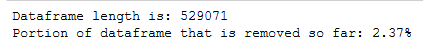 Dataframe length is: 529071
Portion of dataframe that is removed so far: 2.37%